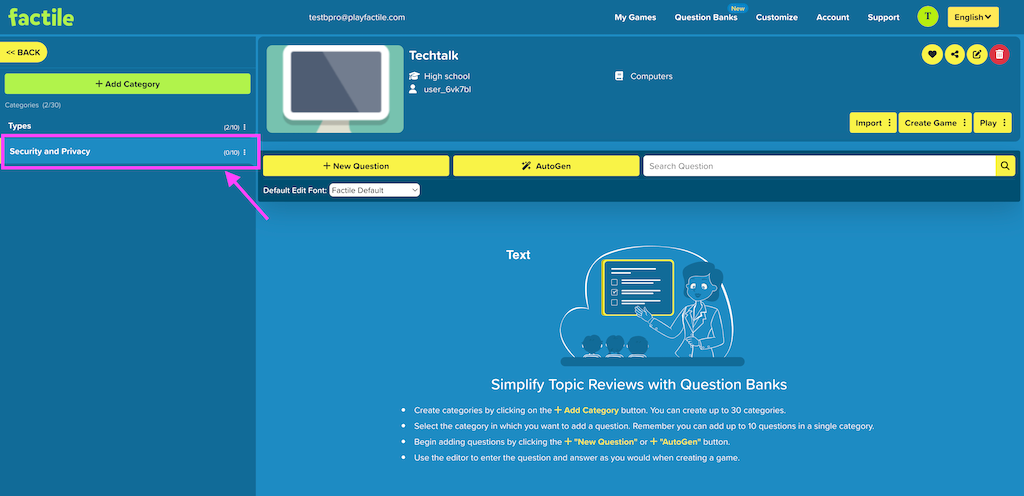 factile
testbpro@playfactile.com
My Games
Question Banks
New
Customize
Account
Support
T
English
<< BACK
+ Add Category
Categories (2/30)
Types
(2/10)
Security and Privacy
(0/10)
Techtalk
High school
Computers
user_6vk7bl
Import
Create Game
Play
+ New Question
AutoGen
Search Question
Default Edit Font: Factile Default
Text
Simplify Topic Reviews with Question Banks
• Create categories by clicking on the + Add Category button. You can create up to 30 categories.
• Select the category in which you want to add a question. Remember you can add up to 10 questions in a single category.
• Begin adding questions by clicking the + "New Question" or + "AutoGen" button.
• Use the editor to enter the question and answer as you would when creating a game.